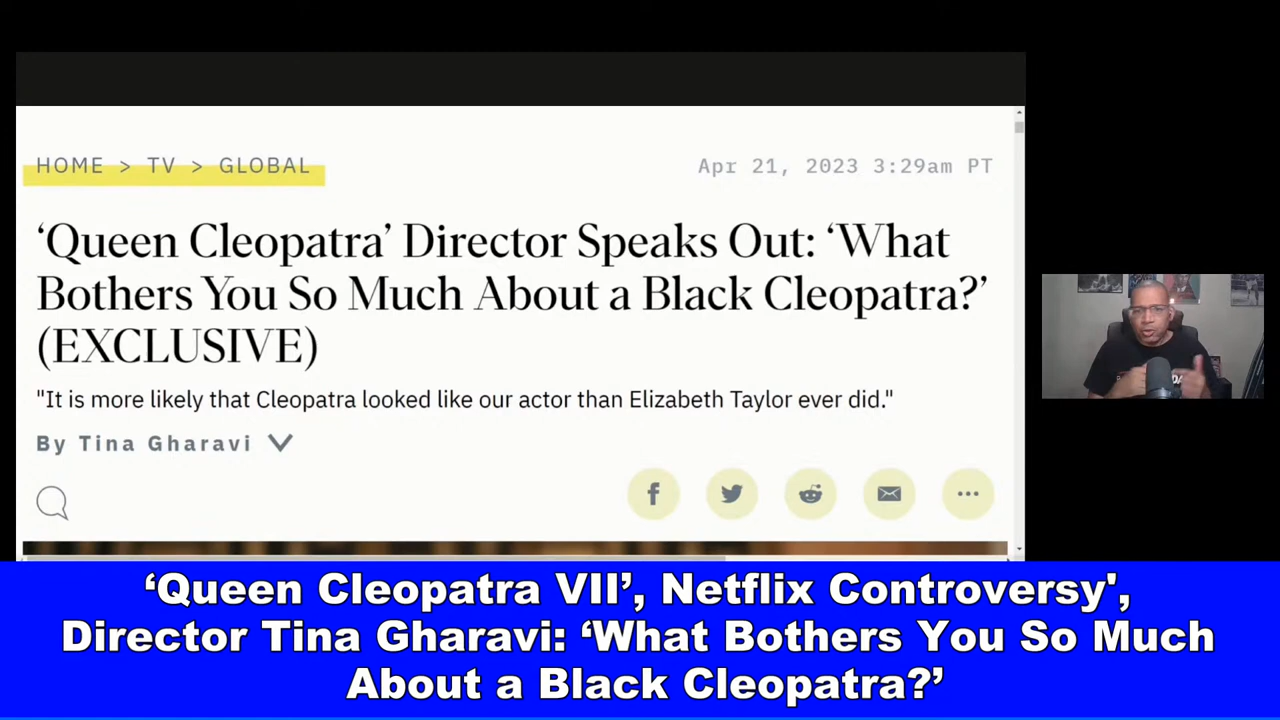 HOME > TV > GLOBAL
Apr 21, 2023 3:29am PT
‘Queen Cleopatra’ Director Speaks Out: ‘What
Bothers You So Much About a Black Cleopatra?’
(EXCLUSIVE)
"It is more likely that Cleopatra looked like our actor than Elizabeth Taylor ever did."
By Tina Gharavi
‘Queen Cleopatra VII’, Netflix Controversy',
Director Tina Gharavi: ‘What Bothers You So Much
About a Black Cleopatra?’